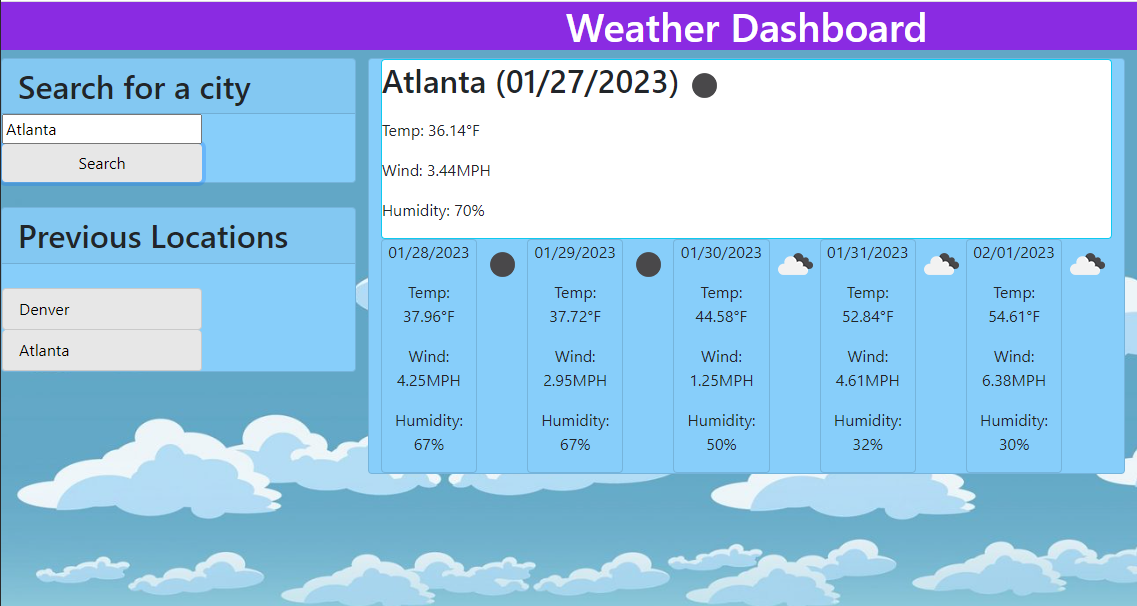 Weather Dashboard
Search for a city
Atlanta
Search
Previous Locations
Denver
Atlanta
Atlanta (01/27/2023)
Temp: 36.14°F
Wind: 3.44MPH
Humidity: 70%
01/28/2023
Temp:
37.96°F
Wind:
4.25MPH
Humidity:
67%
01/29/2023
Temp:
37.72°F
Wind:
2.95MPH
Humidity:
67%
01/30/2023
Temp:
44.58°F
Wind:
1.25MPH
Humidity:
50%
01/31/2023
Temp:
52.84°F
Wind:
4.61MPH
Humidity:
32%
02/01/2023
Temp:
54.61°F
Wind:
6.38MPH
Humidity:
30%